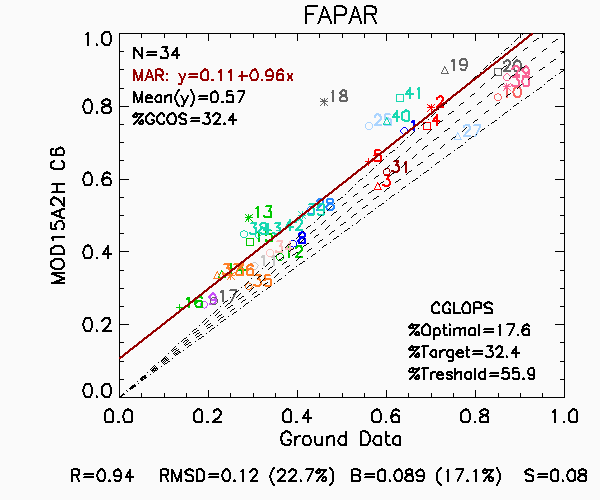 FAPAR
N=34
MAR: y=0.11+0.96x
Mean(y)=0.57
%GCOS=32.4
MOD15A2H C6
1.0
0.8
0.6
0.4
0.2
0.0
19
20
18
41
2
40
4
1
28
27
5
31
3
13
12
16
17
35
CGLOPS
%Optimal=17.6
%Target=32.4
%Treshold=55.9
0.0 0.2 0.4 0.6 0.8 1.0
Ground Data
R=0.94 RMSD=0.12 (22.7%) B=0.089 (17.1%) S=0.08